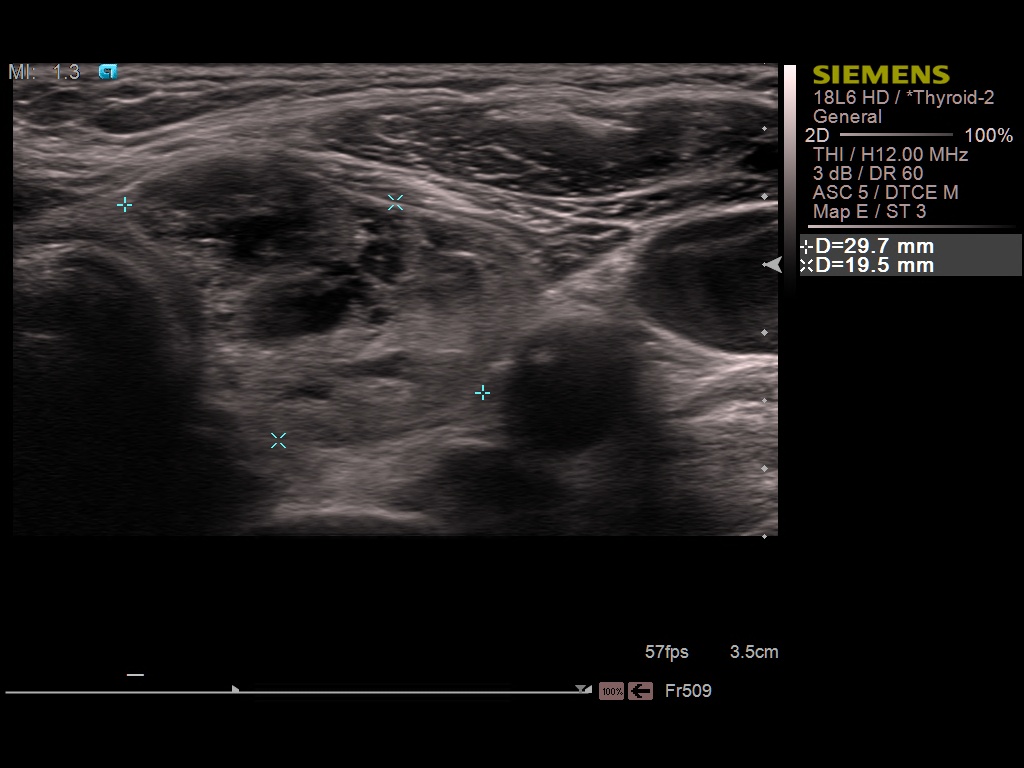 MI: 1.3
SIEMENS
18L6 HD / *Thyroid-2
General
2D 100%
THI / H12.00 MHz
3 dB / DR 60
ASC 5 / DTCE M
Map E / ST 3
D=29.7 mm
D=19.5 mm
57fps 3.5cm
100% Fr509